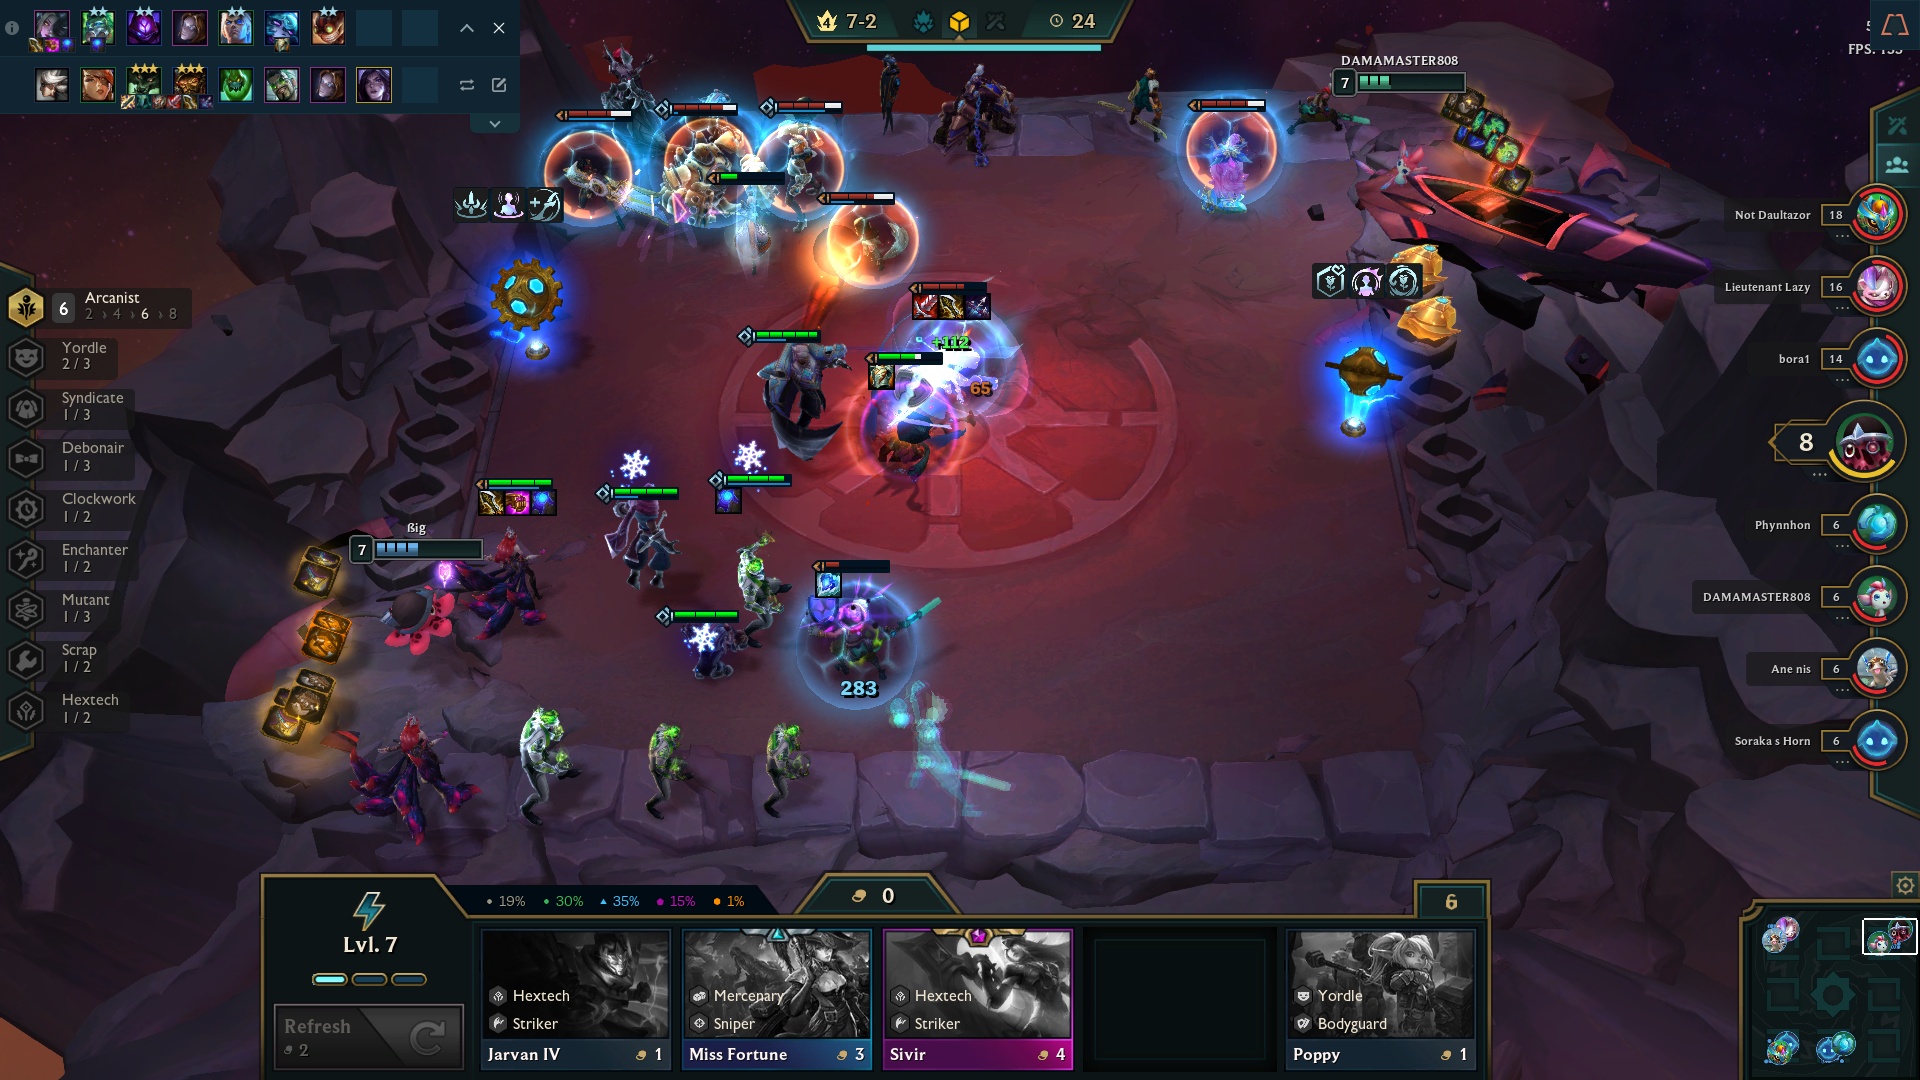 4
7-2
24
DAMAMASTER808
7
Not Daultazor
18
Lieutenant Lazy
16
bora1
14
8
Phynnhon
6
DAMAMASTER808
6
Ane nis
6
Soraka s Horn
6
6
Arcanist
2 › 4 › 6 › 8
Yordle
2 / 3
Syndicate
1 / 3
Debonair
1 / 3
Clockwork
1 / 2
Enchanter
1 / 2
Mutant
1 / 3
Scrap
1 / 2
Hextech
1 / 2
+112
65
ßig
7
283
19%
30%
35%
15%
1%
0
6
Lvl. 7
Refresh
2
Hextech
Striker
Jarvan IV
1
Mercenary
Sniper
Miss Fortune
3
Hextech
Striker
Sivir
4
Yordle
Bodyguard
Poppy
1